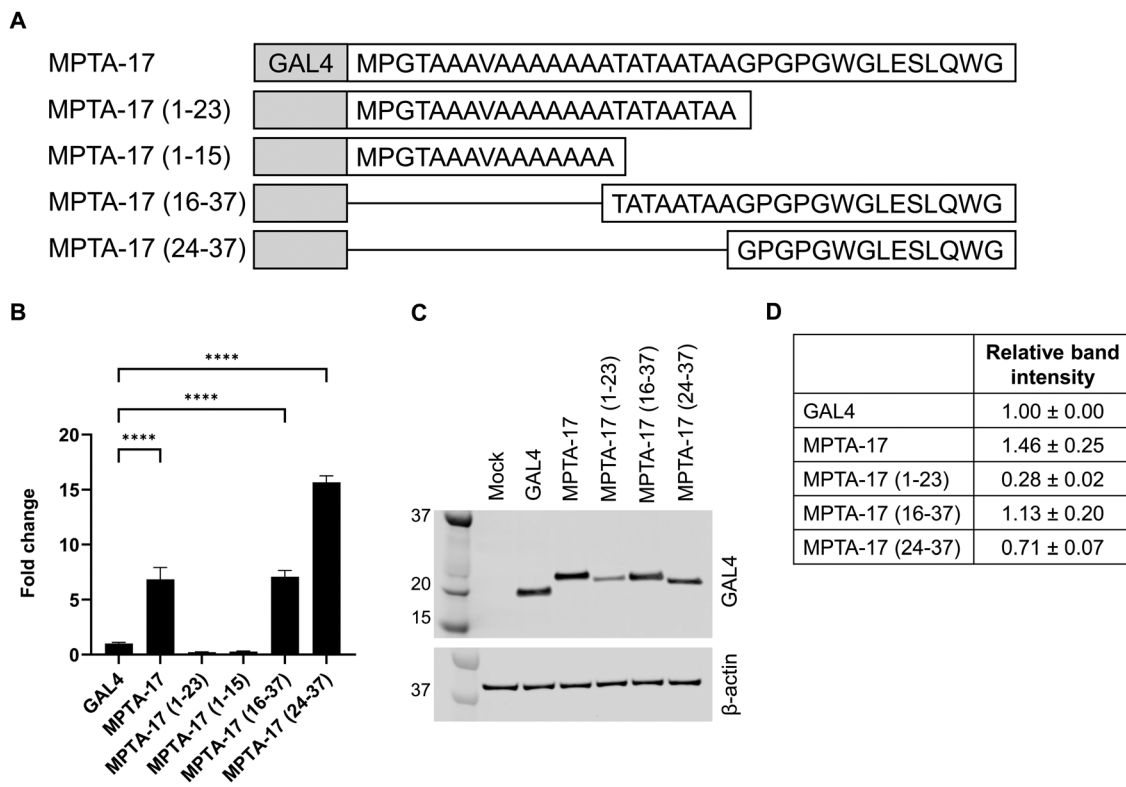 A
MPTA-17 GAL4 MPGTAAAVAAAAAAATATAATAAGPGPGWGLESLQWG
MPTA-17 (1-23) MPGTAAAVAAAAAAATATAATAA
MPTA-17 (1-15) MPGTAAAVAAAAAAA
MPTA-17 (16-37) TATAATAAGPGPGWGLESLQWG
MPTA-17 (24-37) GPGPGWGLESLQWG
B
****
****
****
Fold change
20
15
10
5
0
GAL4
MPTA-17
MPTA-17 (1-23)
MPTA-17 (1-15)
MPTA-17 (16-37)
MPTA-17 (24-37)
C
Mock
GAL4
MPTA-17
MPTA-17 (1-23)
MPTA-17 (16-37)
MPTA-17 (24-37)
37
20
15
GAL4
37
β-actin
D
Relative band
intensity
GAL4 1.00 ± 0.00
MPTA-17 1.46 ± 0.25
MPTA-17 (1-23) 0.28 ± 0.02
MPTA-17 (16-37) 1.13 ± 0.20
MPTA-17 (24-37) 0.71 ± 0.07